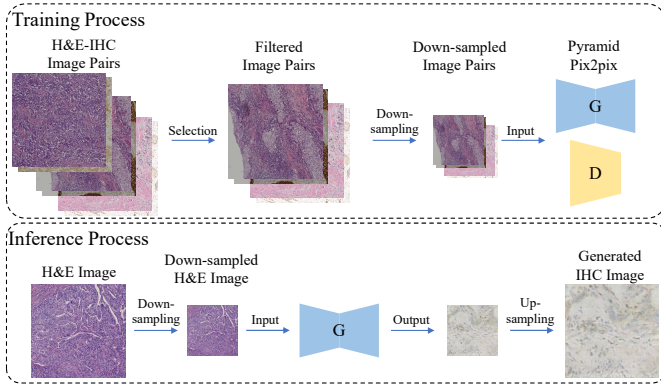 Training Process
H&E-IHC
Image Pairs
Selection
Filtered
Image Pairs
Down-
sampling
Down-sampled
Image Pairs
Input
Pyramid
Pix2pix
G
D
Inference Process
H&E Image
Down-
sampling
Down-sampled
H&E Image
Input
G
Output
Up-
sampling
Generated
IHC Image